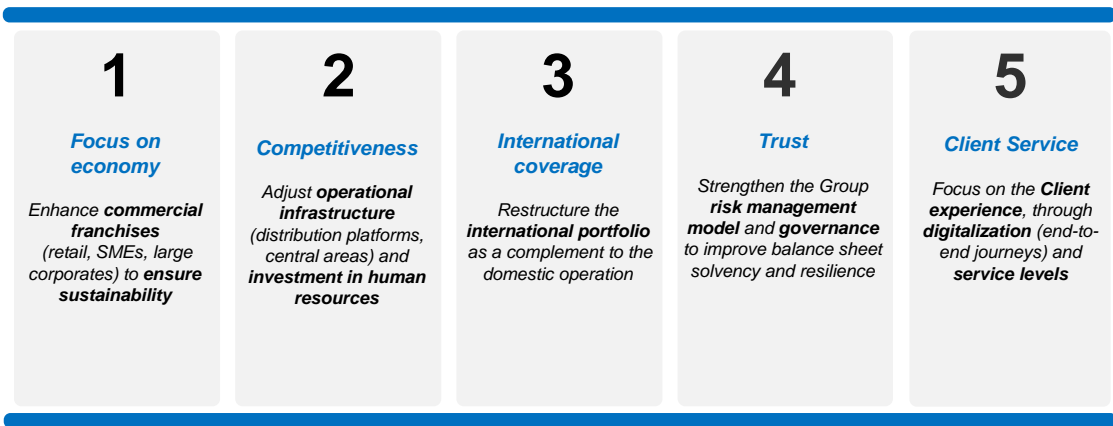 1
Focus on
economy
Enhance commercial
franchises
(retail, SMEs, large
corporates) to ensure
sustainability
2
Competitiveness
Adjust operational
infrastructure
(distribution platforms,
central areas) and
investment in human
resources
3
International
coverage
Restructure the
international portfolio
as a complement to the
domestic operation
4
Trust
Strengthen the Group
risk management
model and governance
to improve balance sheet
solvency and resilience
5
Client Service
Focus on the Client
experience, through
digitalization (end-to-
end journeys) and
service levels